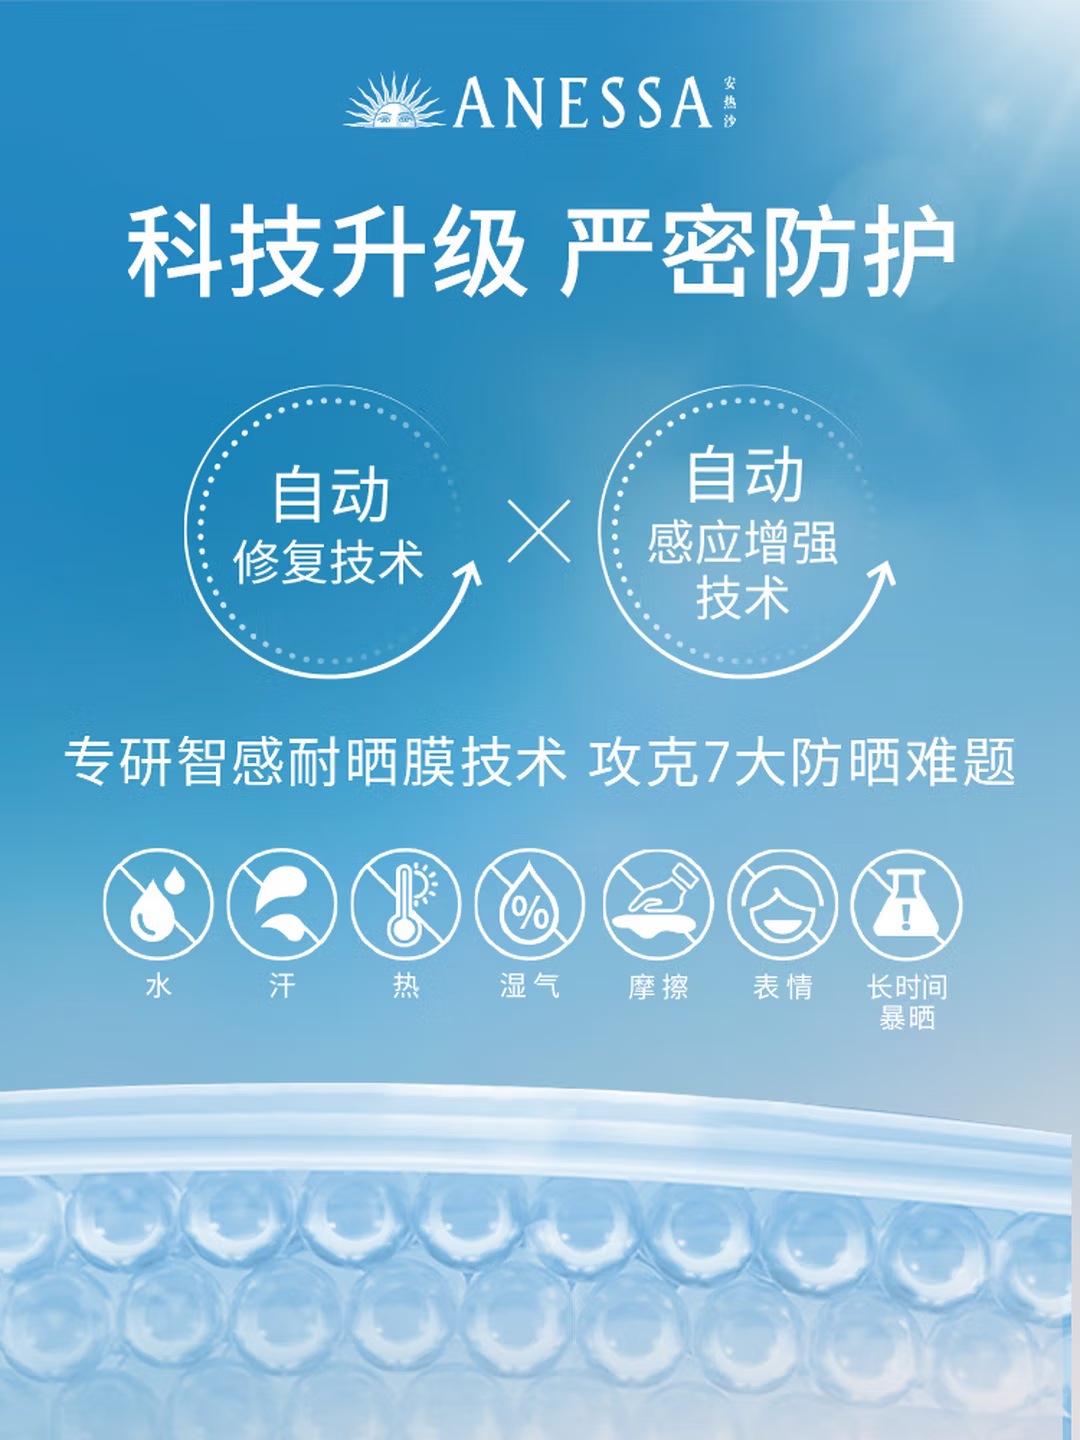 ANESSA 安热沙
科技升级 严密防护
自动
修复技术
自动
感应增强
技术
专研智感耐晒膜技术 攻克7大防晒难题
%
!
水
汗
热
湿气
摩擦
表情
长时间
暴晒